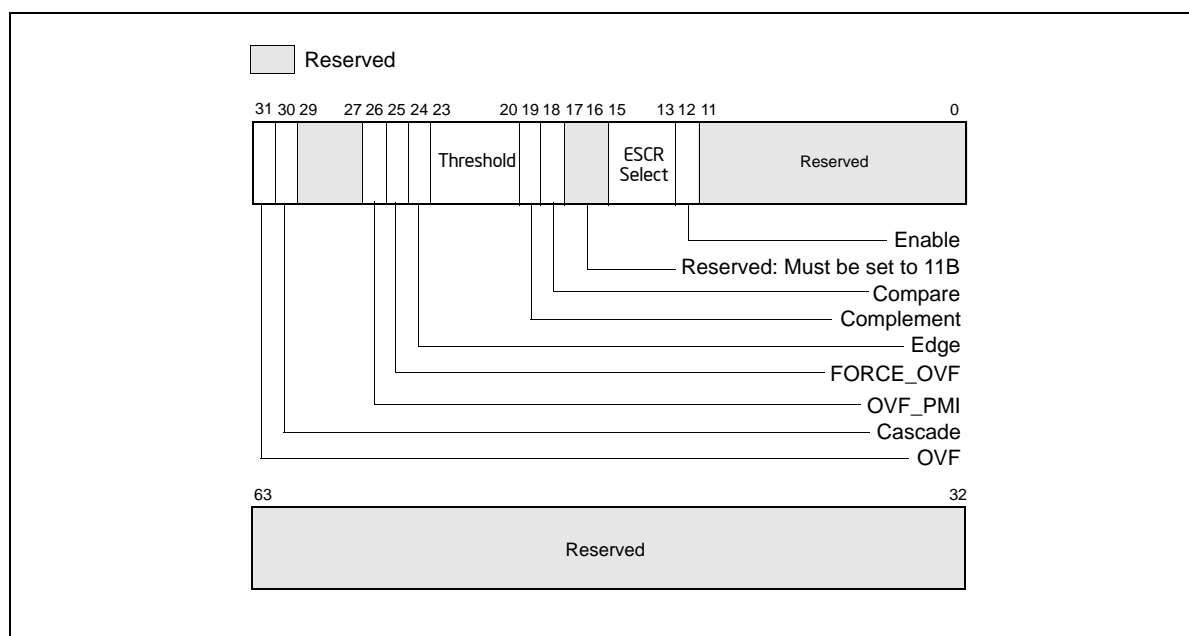 Reserved
31 30 29 27 26 25 24 23 20 19 18 17 16 15 13 12 11 0
Threshold
ESCR
Select
Reserved
Enable
Reserved: Must be set to 11B
Compare
Complement
Edge
FORCE_OVF
OVF_PMI
Cascade
OVF
63 32
Reserved